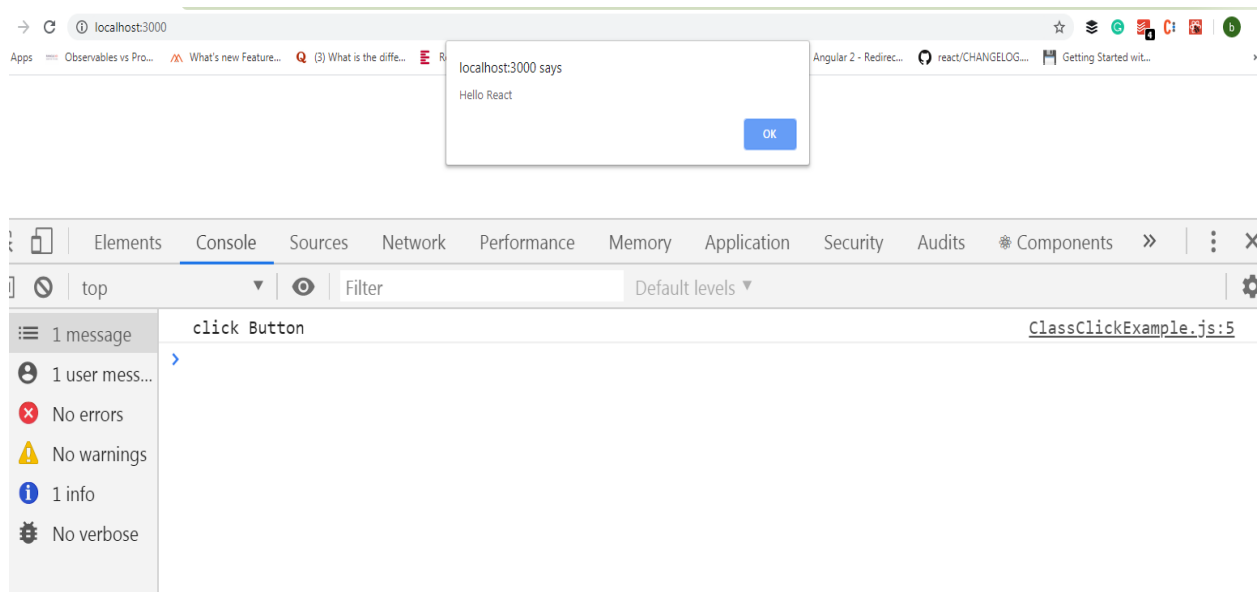 localhost:3000
4
C:
b
Apps Observables vs Pro... What's new Feature... Q (3) What is the diffe... Angular 2 - Redirec... react/CHANGELOG.... Getting Started wit... »
localhost:3000 says
Hello React
OK
Elements Console Sources Network Performance Memory Application Security Audits Components »
top Filter Default levels ▼
1 message
click Button ClassClickExample.js:5
1 user mess...
No errors
No warnings
1 info
No verbose